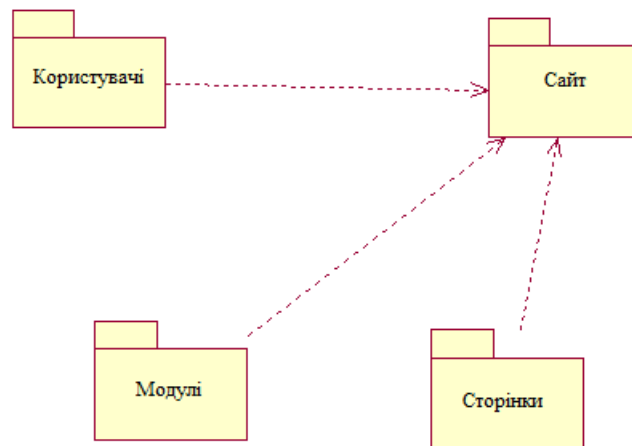 Користувачі
Сайт
Модулі
Сторінки